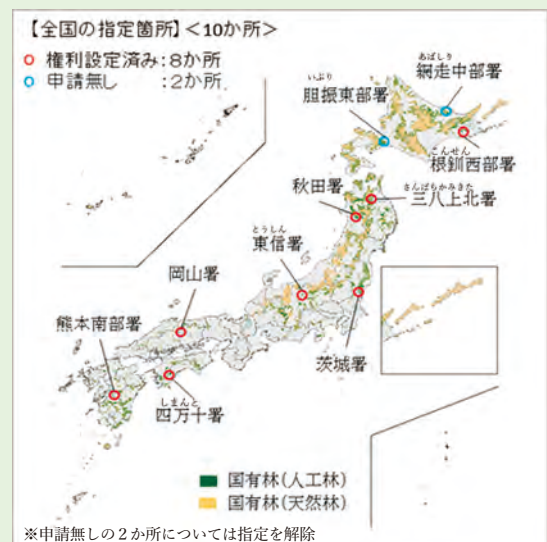 【全国の指定箇所】<10か所>
権利設定済み:8か所
申請無し　:2か所
あばしり
網走中部署
いぶり
胆振東部署
こんせん
根釧西部署
秋田署
さんぱちかみきた
三八上北署
とうしん
東信署
岡山署
熊本南部署
茨城署
しまんと
四万十署
国有林(人工林)
国有林(天然林)
※申請無しの2か所については指定を解除